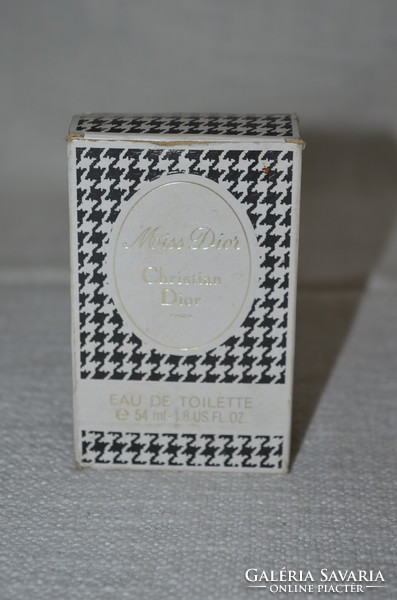 Miss Dior
Christian
Dior
EAU DE TOILETTE
℮ 54 ml-1.8 US.FL.OZ
GALÉRIA SAVARIA
ONLINE PIACTÉR